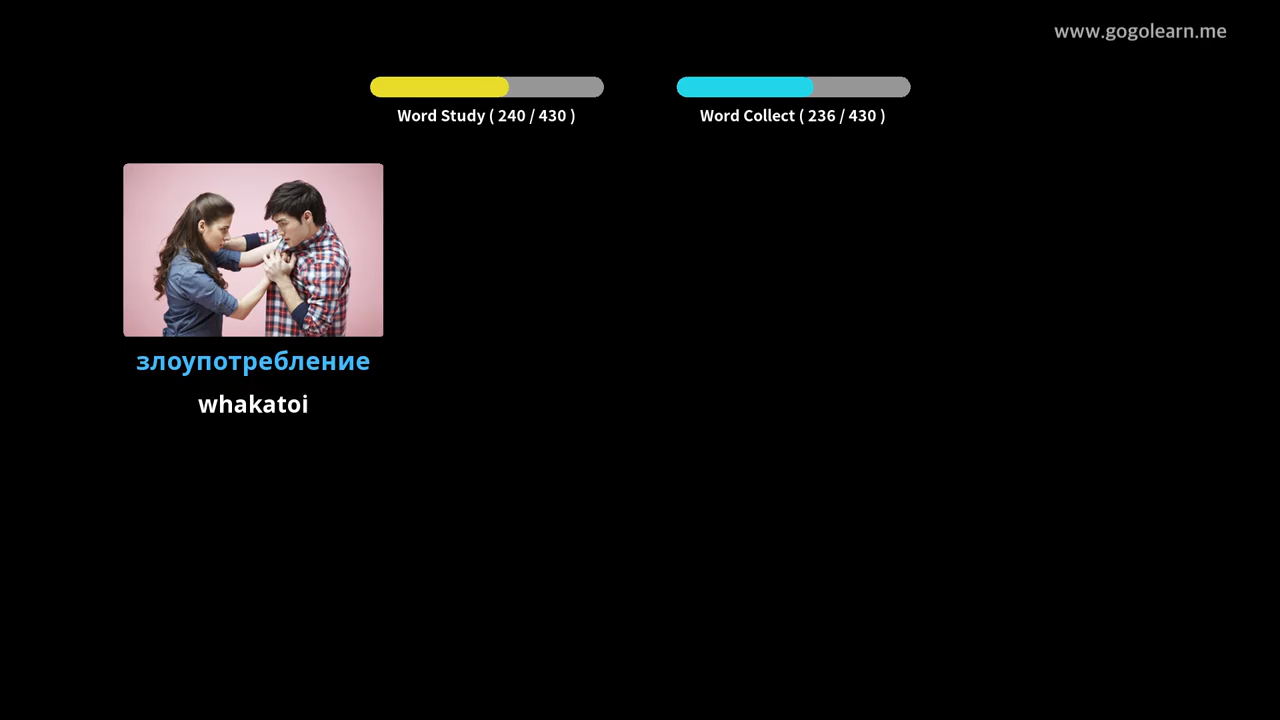 www.gogolearn.me
Word Study ( 240 / 430 )
Word Collect ( 236 / 430 )
злоупотребление
whakatoi